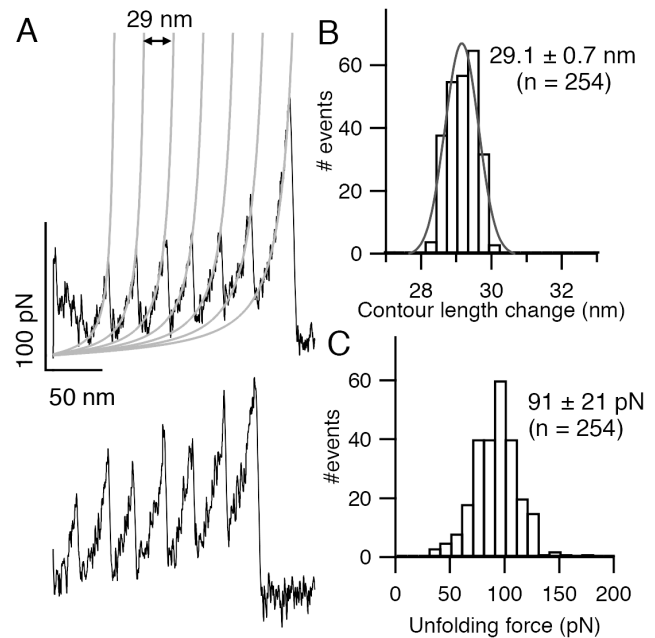 A
29 nm
100 pN
50 nm
B
29.1 ± 0.7 nm
(n = 254)
# events
60
40
20
0
28
30
32
Contour length change (nm)
C
91 ± 21 pN
(n = 254)
#events
60
40
20
0
0
50
100
150
200
Unfolding force (pN)